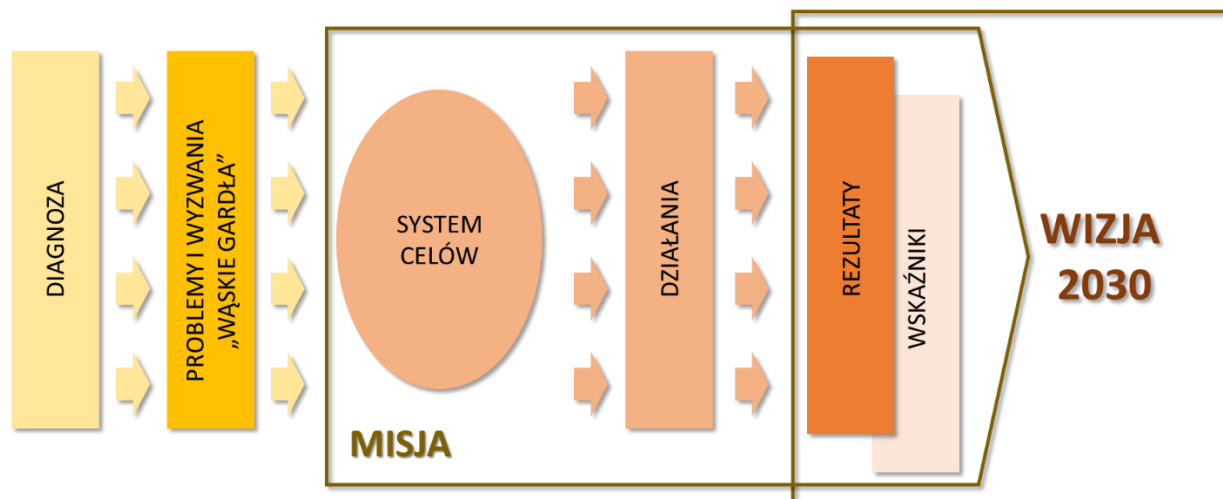 DIAGNOZA
PROBLEMY I WYZWANIA
„WĄSKIE GARDŁA”
SYSTEM
CELÓW
DZIAŁANIA
REZULTATY
WSKAŹNIKI
WIZJA
2030
MISJA